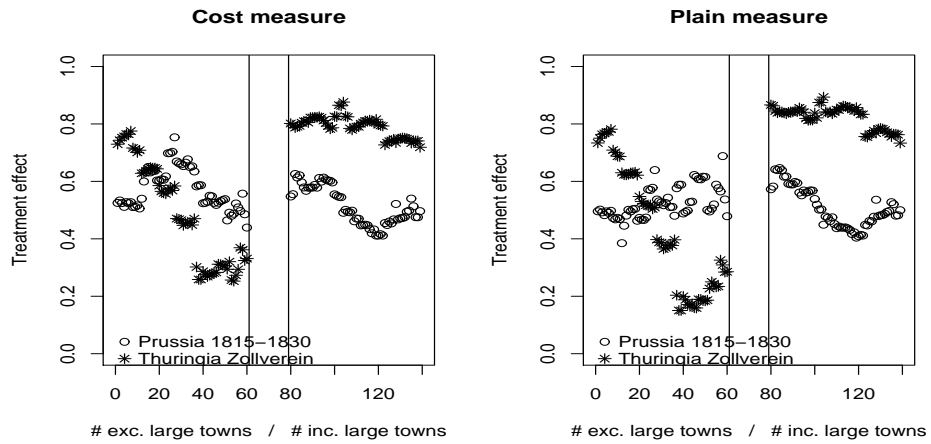 Cost measure
Treatment effect
1.0
0.8
0.6
0.4
0.2
0.0
Prussia 1815–1830
Thuringia Zollverein
0 20 40 60 80 120
# exc. large towns / # inc. large towns
Plain measure
Treatment effect
1.0
0.8
0.6
0.4
0.2
0.0
Prussia 1815–1830
Thuringia Zollverein
0 20 40 60 80 120
# exc. large towns / # inc. large towns